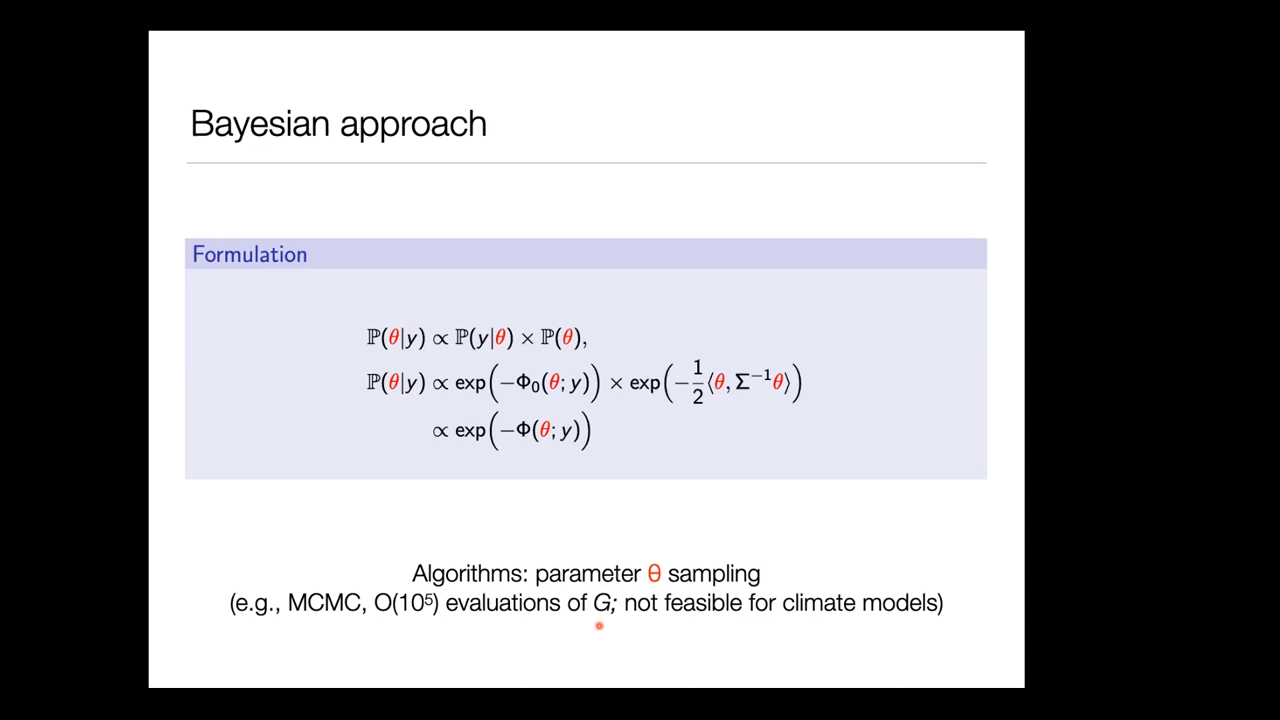 Bayesian approach
Formulation
ℙ(θ|y) ∝ ℙ(y|θ) × ℙ(θ),
ℙ(θ|y) ∝ exp(−Φ₀(θ; y)) × exp(−1/2⟨θ, Σ⁻¹θ⟩)
∝ exp(−Φ(θ; y))
Algorithms: parameter θ sampling
(e.g., MCMC, O(10⁵) evaluations of G; not feasible for climate models)